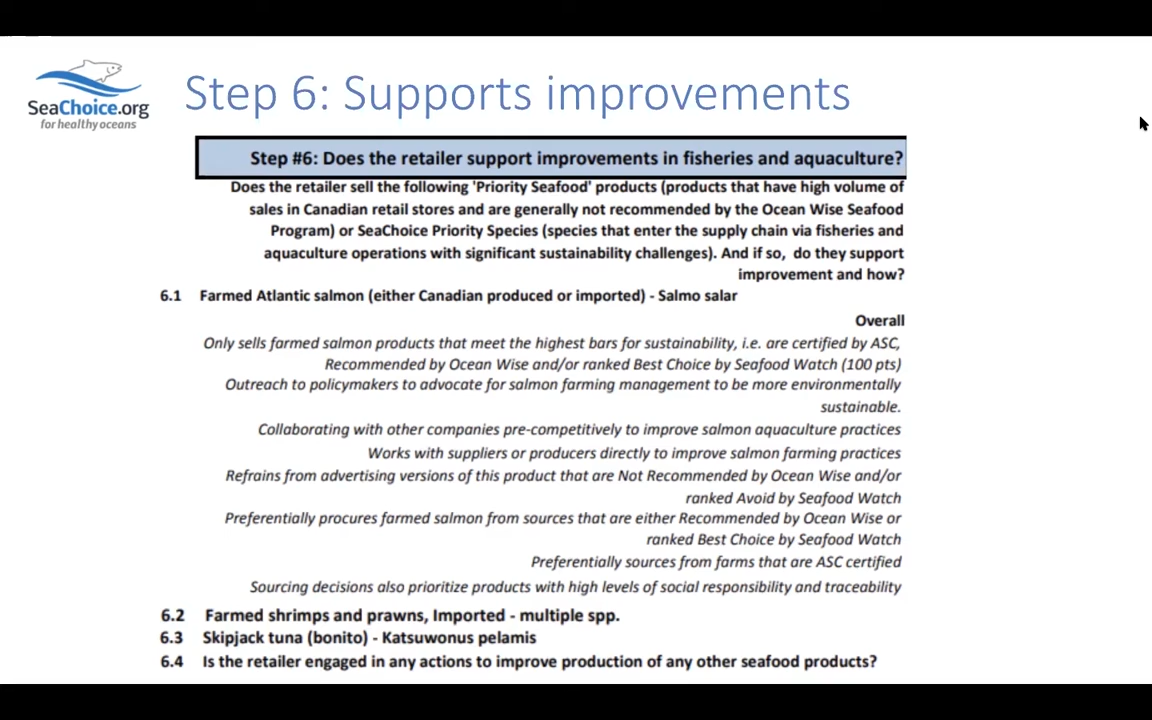 SeaChoice.org
for healthy oceans
Step 6: Supports improvements
Step #6: Does the retailer support improvements in fisheries and aquaculture?
Does the retailer sell the following 'Priority Seafood' products (products that have high volume of
sales in Canadian retail stores and are generally not recommended by the Ocean Wise Seafood
Program) or SeaChoice Priority Species (species that enter the supply chain via fisheries and
aquaculture operations with significant sustainability challenges). And if so, do they support
improvement and how?
6.1 Farmed Atlantic salmon (either Canadian produced or imported) - Salmo salar
Overall
Only sells farmed salmon products that meet the highest bars for sustainability, i.e. are certified by ASC,
Recommended by Ocean Wise and/or ranked Best Choice by Seafood Watch (100 pts)
Outreach to policymakers to advocate for salmon farming management to be more environmentally
sustainable.
Collaborating with other companies pre-competitively to improve salmon aquaculture practices
Works with suppliers or producers directly to improve salmon farming practices
Refrains from advertising versions of this product that are Not Recommended by Ocean Wise and/or
ranked Avoid by Seafood Watch
Preferentially procures farmed salmon from sources that are either Recommended by Ocean Wise or
ranked Best Choice by Seafood Watch
Preferentially sources from farms that are ASC certified
Sourcing decisions also prioritize products with high levels of social responsibility and traceability
6.2 Farmed shrimps and prawns, Imported - multiple spp.
6.3 Skipjack tuna (bonito) - Katsuwonus pelamis
6.4 Is the retailer engaged in any actions to improve production of any other seafood products?